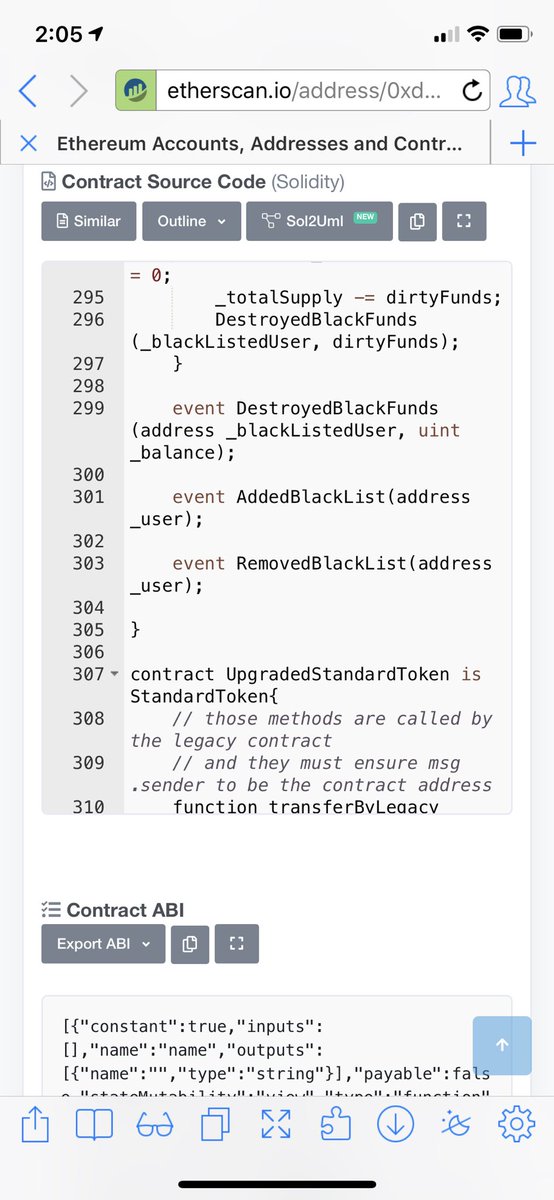 2:05
etherscan.io/address/0xd...
Ethereum Accounts, Addresses and Contr...
Contract Source Code (Solidity)
Similar
Outline
Sol2Uml NEW
= 0;
295 _totalSupply -= dirtyFunds;
296 DestroyedBlackFunds
(_blackListedUser, dirtyFunds);
297 }
298
299 event DestroyedBlackFunds
(address _blackListedUser, uint
_balance);
300
301 event AddedBlackList(address
_user);
302
303 event RemovedBlackList(address
_user);
304
305 }
306
307 contract UpgradedStandardToken is
StandardToken{
308 // those methods are called by
the legacy contract
309 // and they must ensure msg
.sender to be the contract address
310 function transferByLegacy
Contract ABI
Export ABI
[{"constant":true,"inputs":
[],"name":"name","outputs":
[{"name":"","type":"string"}],"payable":fals
e,"stateMutability":"view","type":"function"